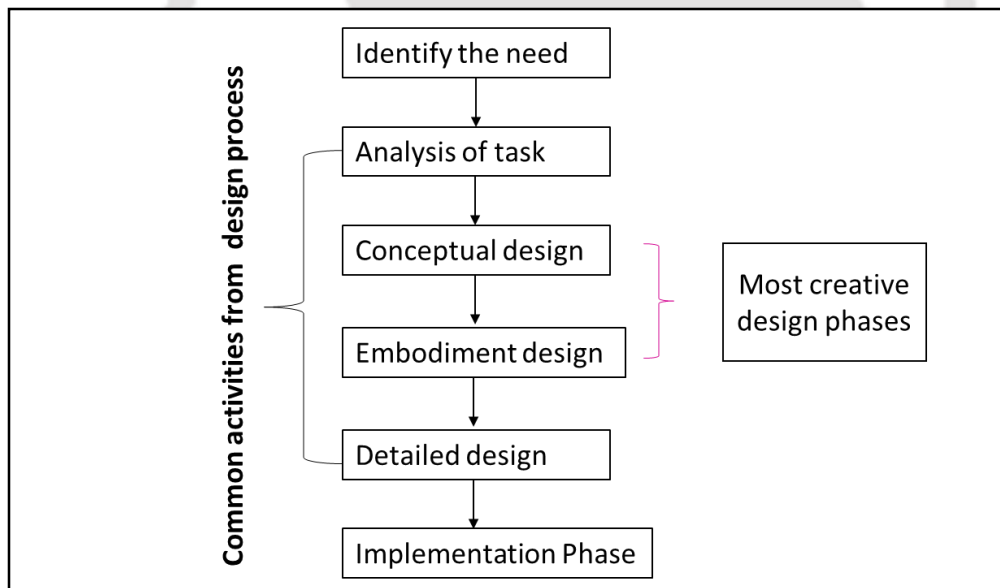 Identify the need
Common activities from design process
Analysis of task
Conceptual design
Most creative
design phases
Embodiment design
Detailed design
Implementation Phase